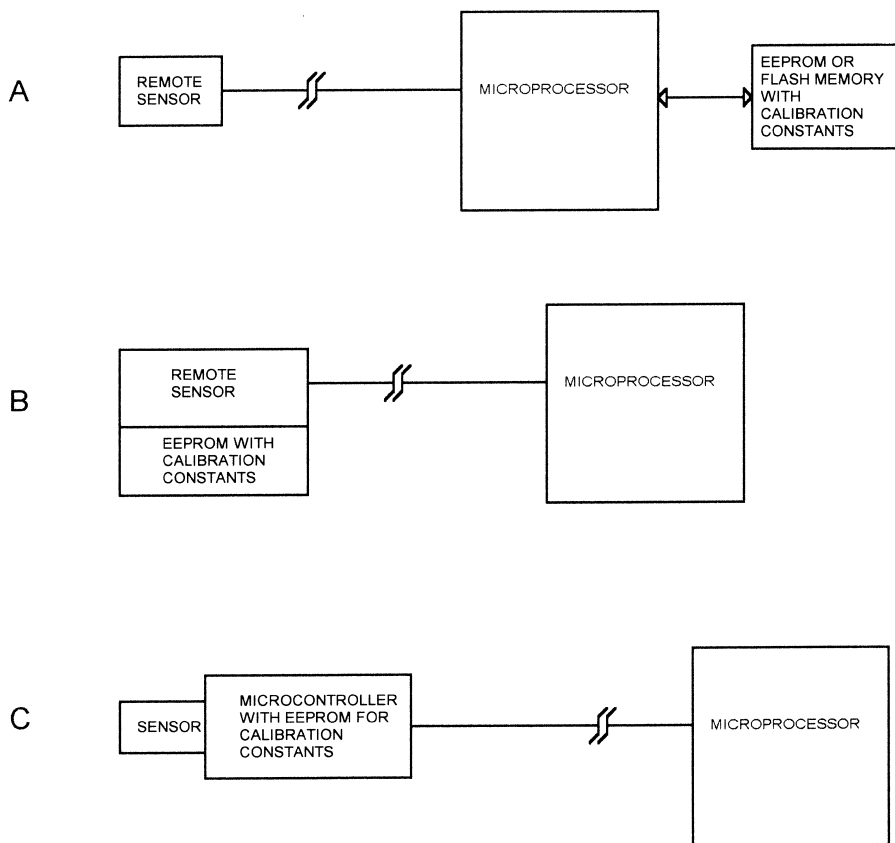 A
REMOTE
SENSOR
MICROPROCESSOR
EEPROM OR
FLASH MEMORY
WITH
CALIBRATION
CONSTANTS
B
REMOTE
SENSOR
EEPROM WITH
CALIBRATION
CONSTANTS
MICROPROCESSOR
C
SENSOR
MICROCONTROLLER
WITH EEPROM FOR
CALIBRATION
CONSTANTS
MICROPROCESSOR